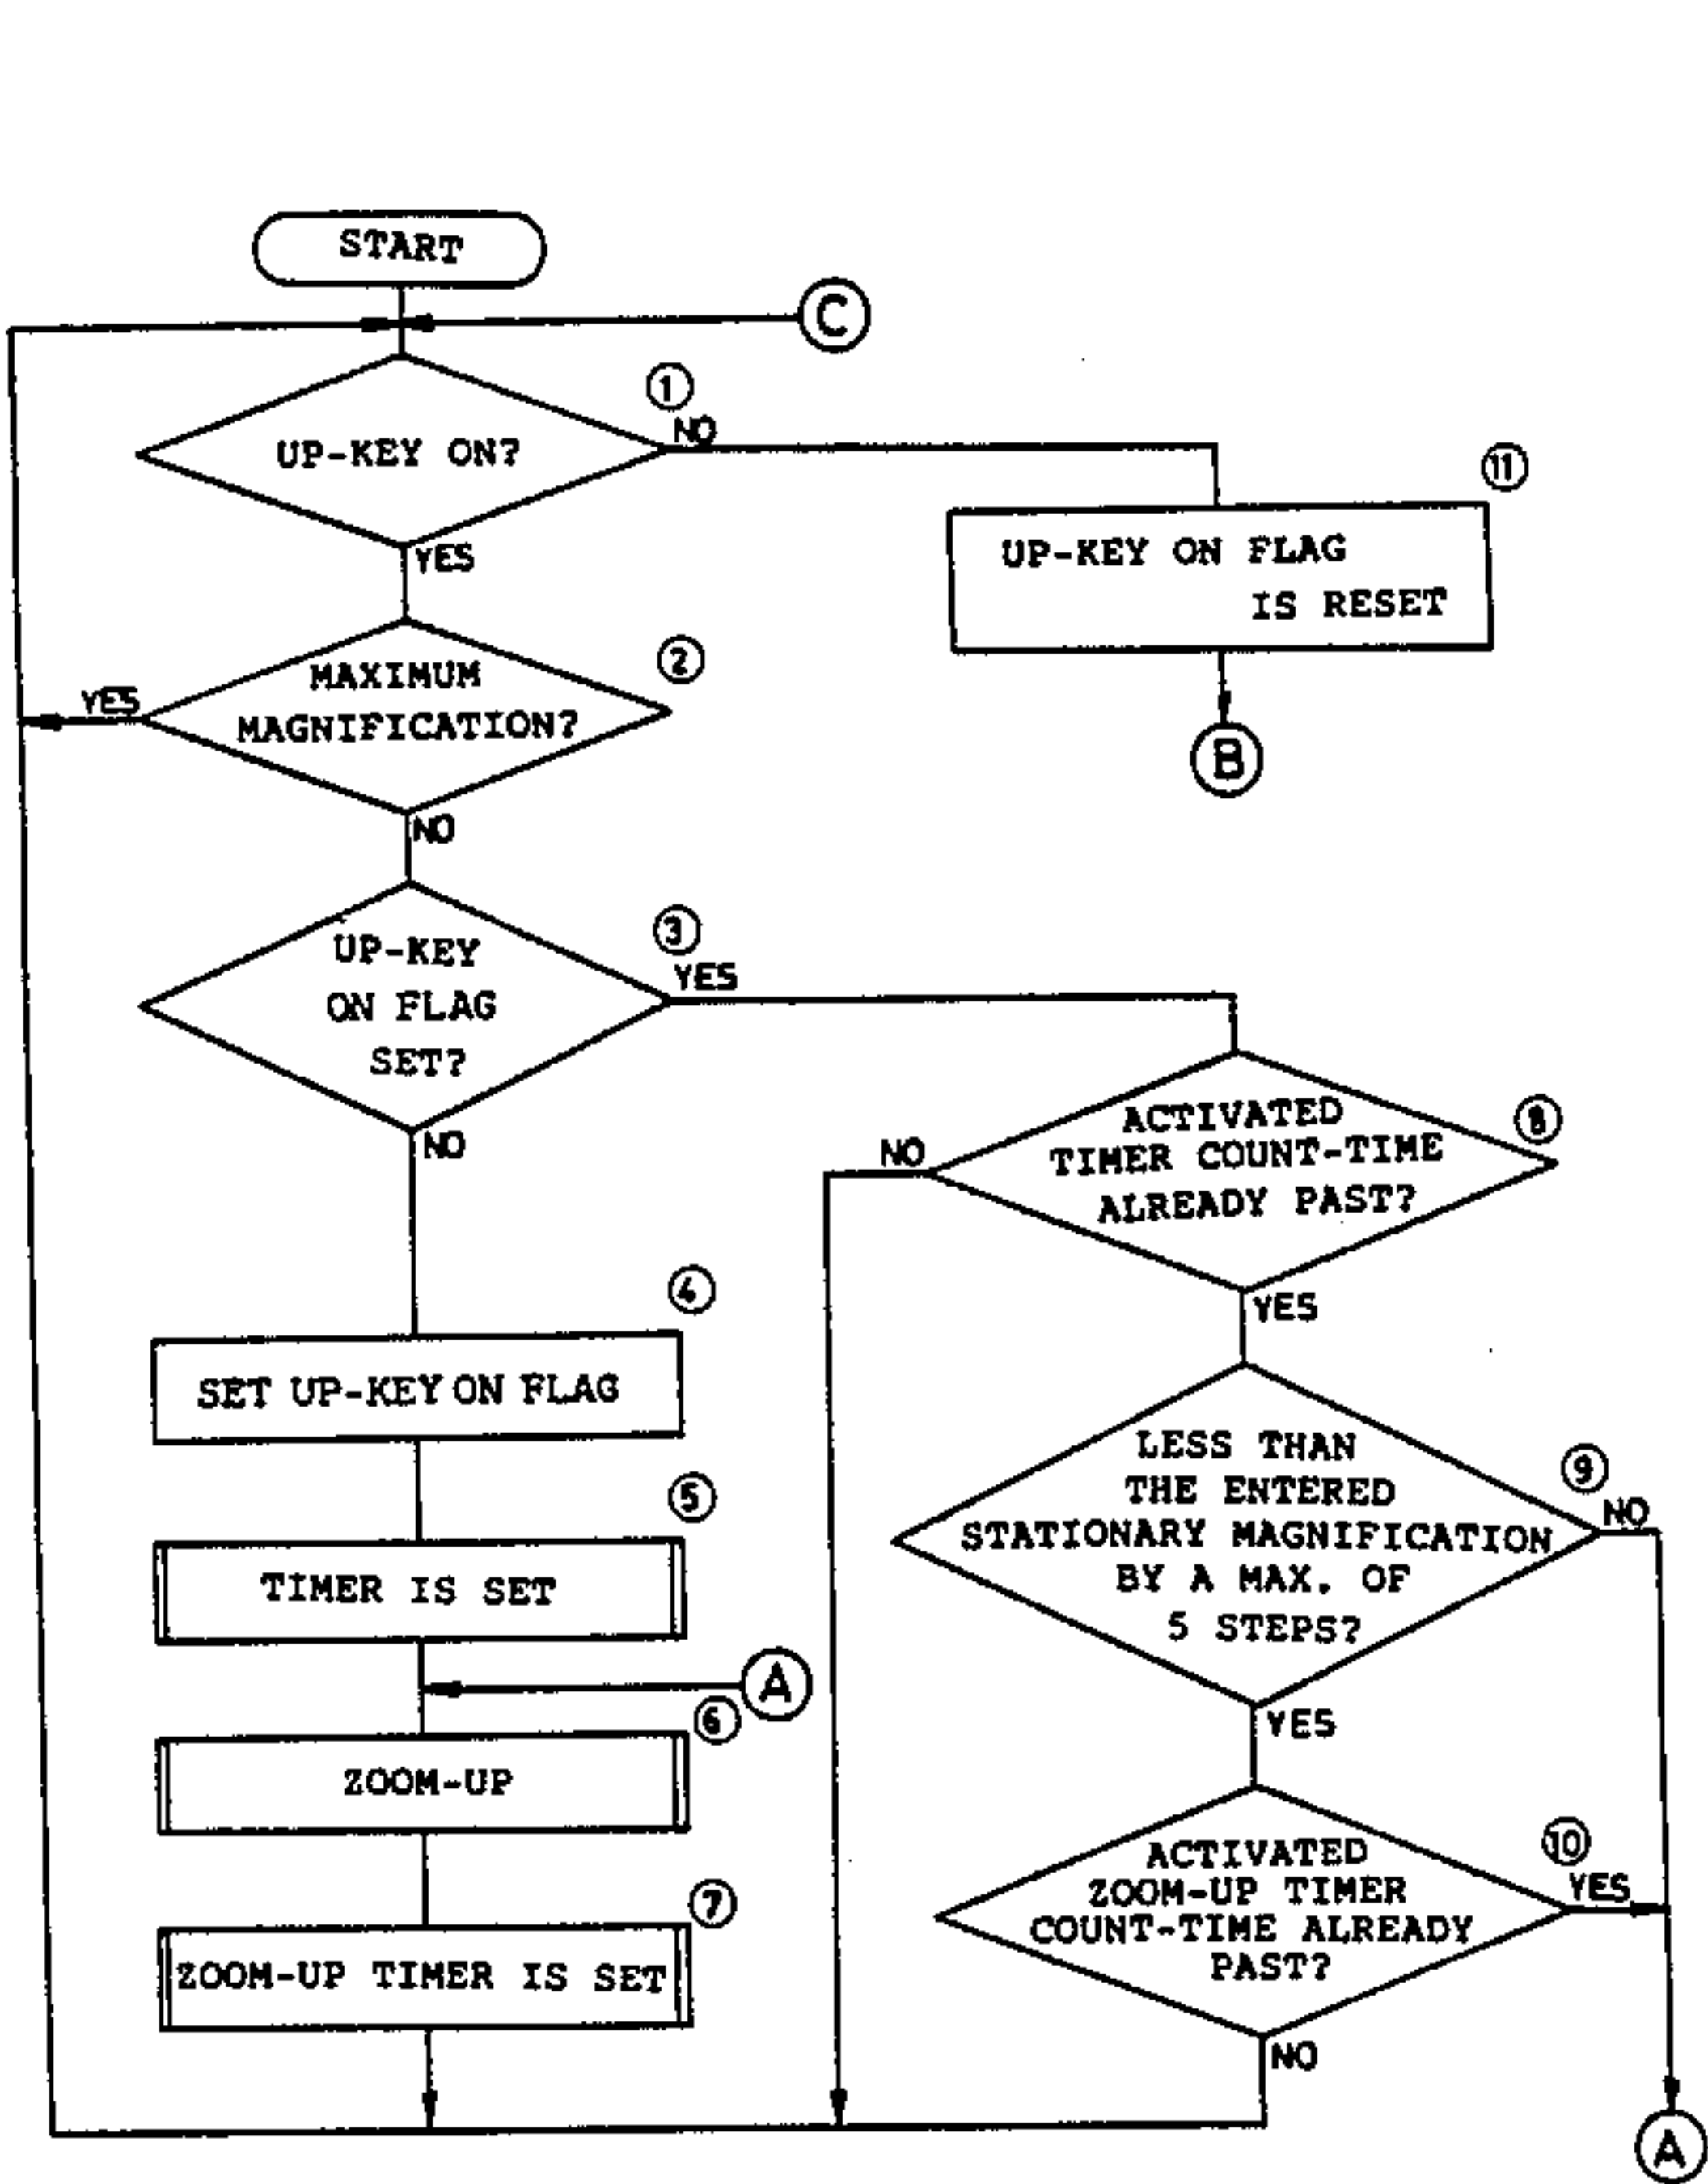 START
C
1
NO
UP-KEY ON?
YES
11
UP-KEY ON FLAG
IS RESET
B
2
MAXIMUM
MAGNIFICATION?
YES
NO
3
YES
UP-KEY
ON FLAG
SET?
NO
8
ACTIVATED
TIMER COUNT-TIME
ALREADY PAST?
NO
YES
4
SET UP-KEY ON FLAG
5
TIMER IS SET
A
6
ZOOM-UP
7
ZOOM-UP TIMER IS SET
9
NO
LESS THAN
THE ENTERED
STATIONARY MAGNIFICATION
BY A MAX. OF
5 STEPS?
YES
10
YES
ACTIVATED
ZOOM-UP TIMER
COUNT-TIME ALREADY
PAST?
NO
A